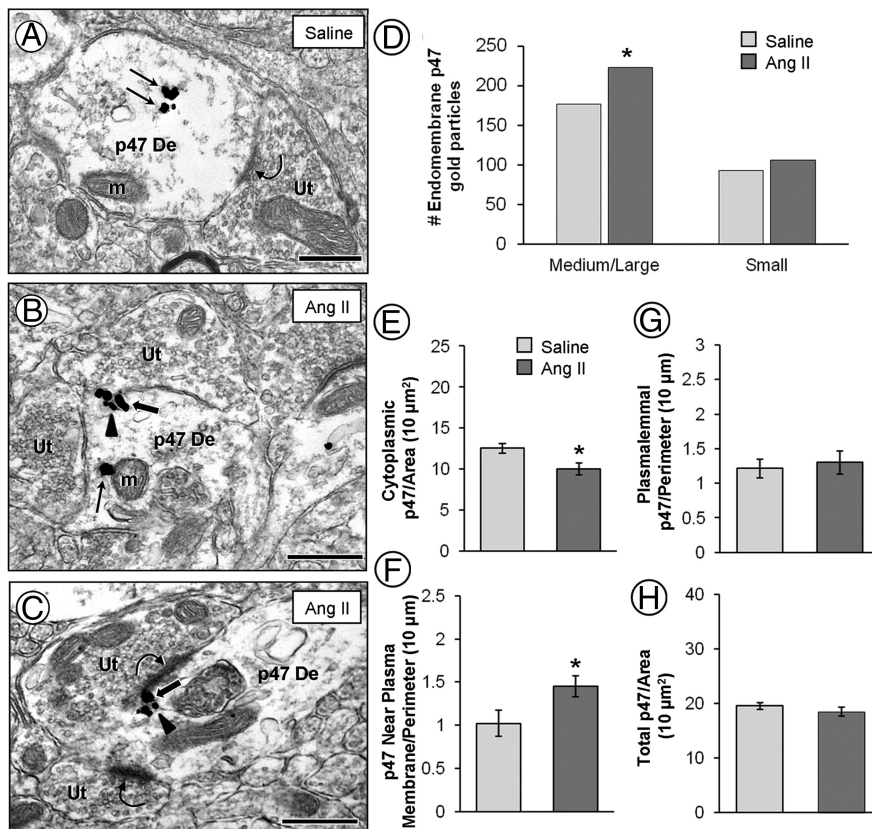 A
Saline
p47 De
m
Ut
B
Ang II
Ut
Ut
p47 De
m
C
Ang II
Ut
p47 De
Ut
D
# Endomembrane p47
gold particles
250
200
150
100
50
0
*
Saline
Ang II
Medium/Large
Small
E
Cytoplasmic
p47/Area (10 µm²)
25
20
15
10
5
0
Saline
Ang II
*
F
p47 Near Plasma
Membrane/Perimeter (10 µm)
2.5
2
1.5
1
0.5
0
*
G
Plasmalemmal
p47/Perimeter (10 µm)
3
2.5
2
1.5
1
0.5
0
H
Total p47/Area
(10 µm²)
40
30
20
10
0